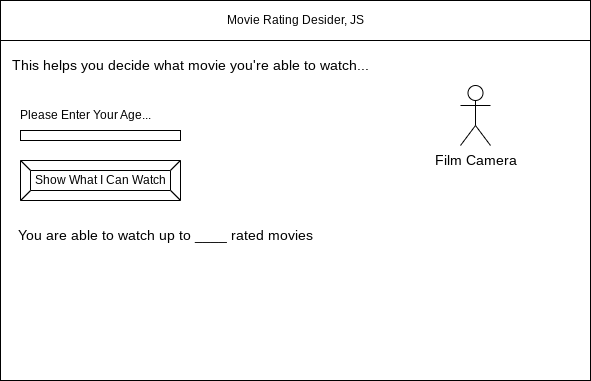 Movie Rating Desider, JS
This helps you decide what movie you're able to watch...
Please Enter Your Age...
Film Camera
Show What I Can Watch
You are able to watch up to ____ rated movies